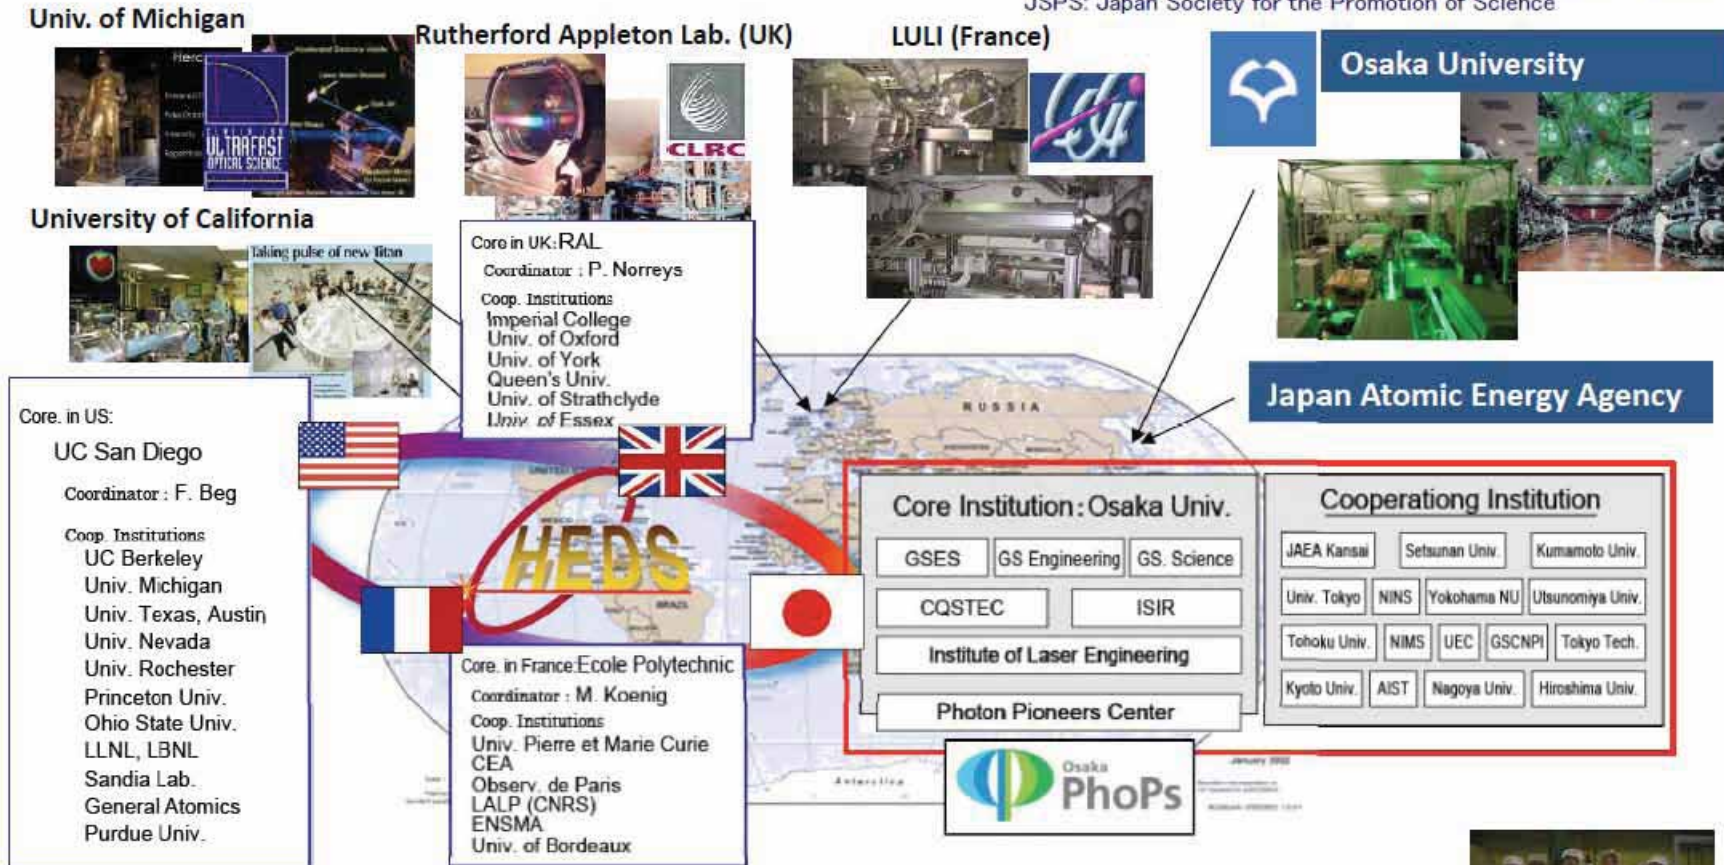 JSPS: Japan Society for the Promotion of Science
Univ. of Michigan
Rutherford Appleton Lab. (UK)
LULI (France)
Osaka University
Herc
CENTER FOR
ULTRAFAST
OPTICAL SCIENCE
CLRC
University of California
Taking pulse of new Titan
Core in UK:RAL
Coordinator : P. Norreys
Coop. Institutions
Imperial College
Univ. of Oxford
Univ. of York
Queen's Univ.
Univ. of Strathclyde
Univ. of Essex
Japan Atomic Energy Agency
Core. in US:
UC San Diego
Coordinator : F. Beg
Coop. Institutions
UC Berkeley
Univ. Michigan
Univ. Texas, Austin
Univ. Nevada
Univ. Rochester
Princeton Univ.
Ohio State Univ.
LLNL, LBNL
Sandia Lab.
General Atomics
Purdue Univ.
RUSSIA
HEDS
BRAZIL
Core. in France:Ecole Polytechnic
Coordinator : M. Koenig
Coop. Institutions
Univ. Pierre et Marie Curie
CEA
Observ. de Paris
LALP (CNRS)
ENSMA
Univ. of Bordeaux
Core Institution : Osaka Univ.
GSES
GS Engineering
GS. Science
CQSTEC
ISIR
Institute of Laser Engineering
Photon Pioneers Center
Cooperationg Institution
JAEA Kansai
Setsunan Univ.
Kumamoto Univ.
Univ. Tokyo
NINS
Yokohama NU
Utsunomiya Univ.
Tohoku Univ.
NIMS
UEC
GSCNPI
Tokyo Tech.
Kyoto Univ.
AIST
Nagoya Univ.
Hiroshima Univ.
Antarctica
Osaka
PhoPs